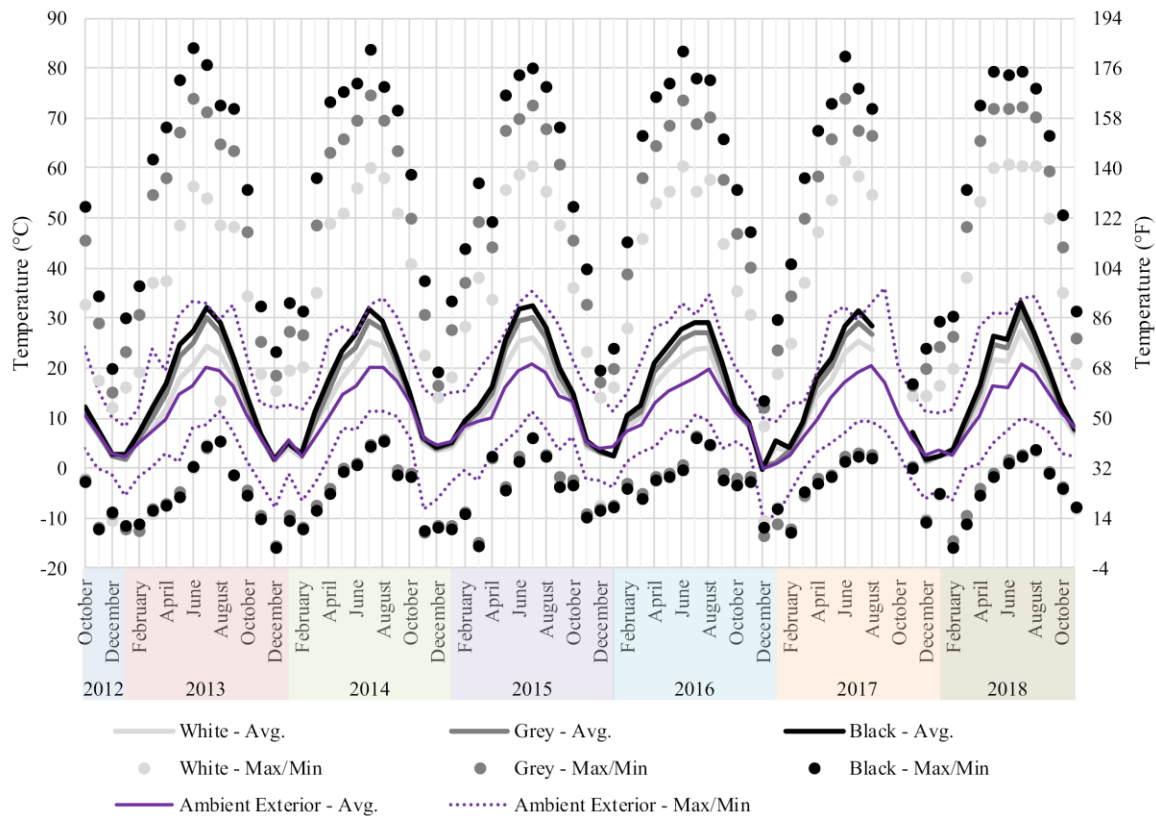 90 194
80 176
70 158
60 140
50 122
40 104
30 86
20 68
10 50
0 32
-10 14
-20 -4
Temperature (°C)
Temperature (°F)
October
December
February
April
June
August
October
December
February
April
June
August
October
December
February
April
June
August
October
December
February
April
June
August
October
December
February
April
June
August
October
December
February
April
June
August
October
2012 2013 2014 2015 2016 2017 2018
White - Avg. Grey - Avg. Black - Avg.
White - Max/Min Grey - Max/Min Black - Max/Min
Ambient Exterior - Avg. Ambient Exterior - Max/Min